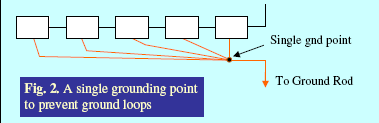 Single gnd point
To Ground Rod
Fig. 2. A single grounding point
to prevent ground loops